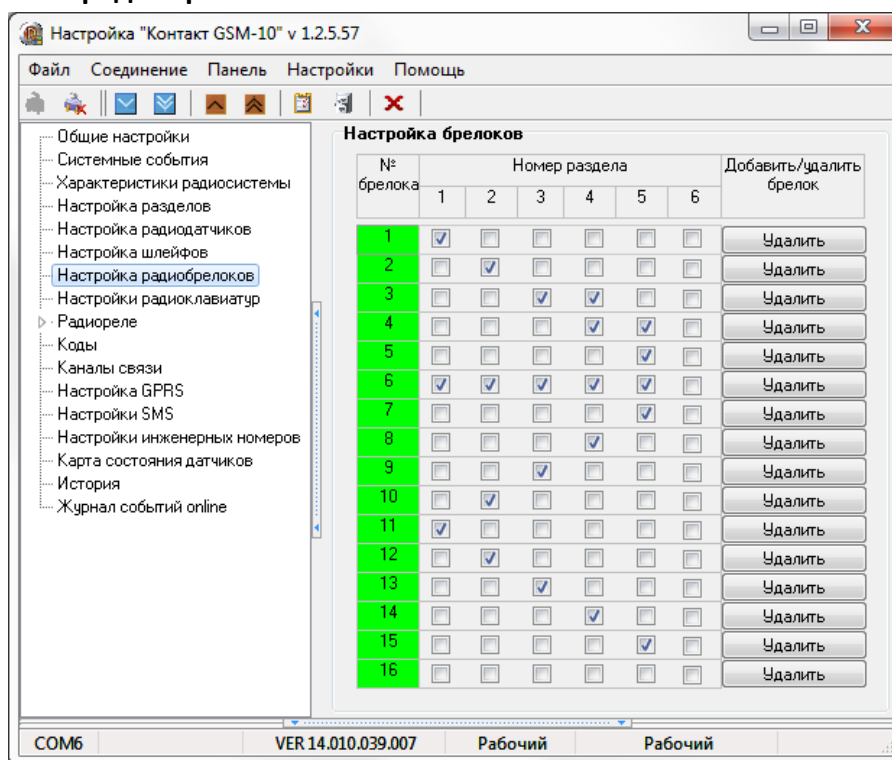 Настройка "Контакт GSM-10" v 1.2.5.57
Файл Соединение Панель Настройки Помощь
Общие настройки
Системные события
Характеристики радиосистемы
Настройка разделов
Настройка радиодатчиков
Настройка шлейфов
Настройка радиобрелоков
Настройки радиоклавиатур
Радиореле
Коды
Каналы связи
Настройка GPRS
Настройки SMS
Настройки инженерных номеров
Карта состояния датчиков
История
Журнал событий online
Настройка брелоков
№ брелока
Номер раздела
Добавить/удалить брелок
1 2 3 4 5 6
1 Удалить
2 Удалить
3 Удалить
4 Удалить
5 Удалить
6 Удалить
7 Удалить
8 Удалить
9 Удалить
10 Удалить
11 Удалить
12 Удалить
13 Удалить
14 Удалить
15 Удалить
16 Удалить
COM6 VER 14.010.039.007 Рабочий Рабочий